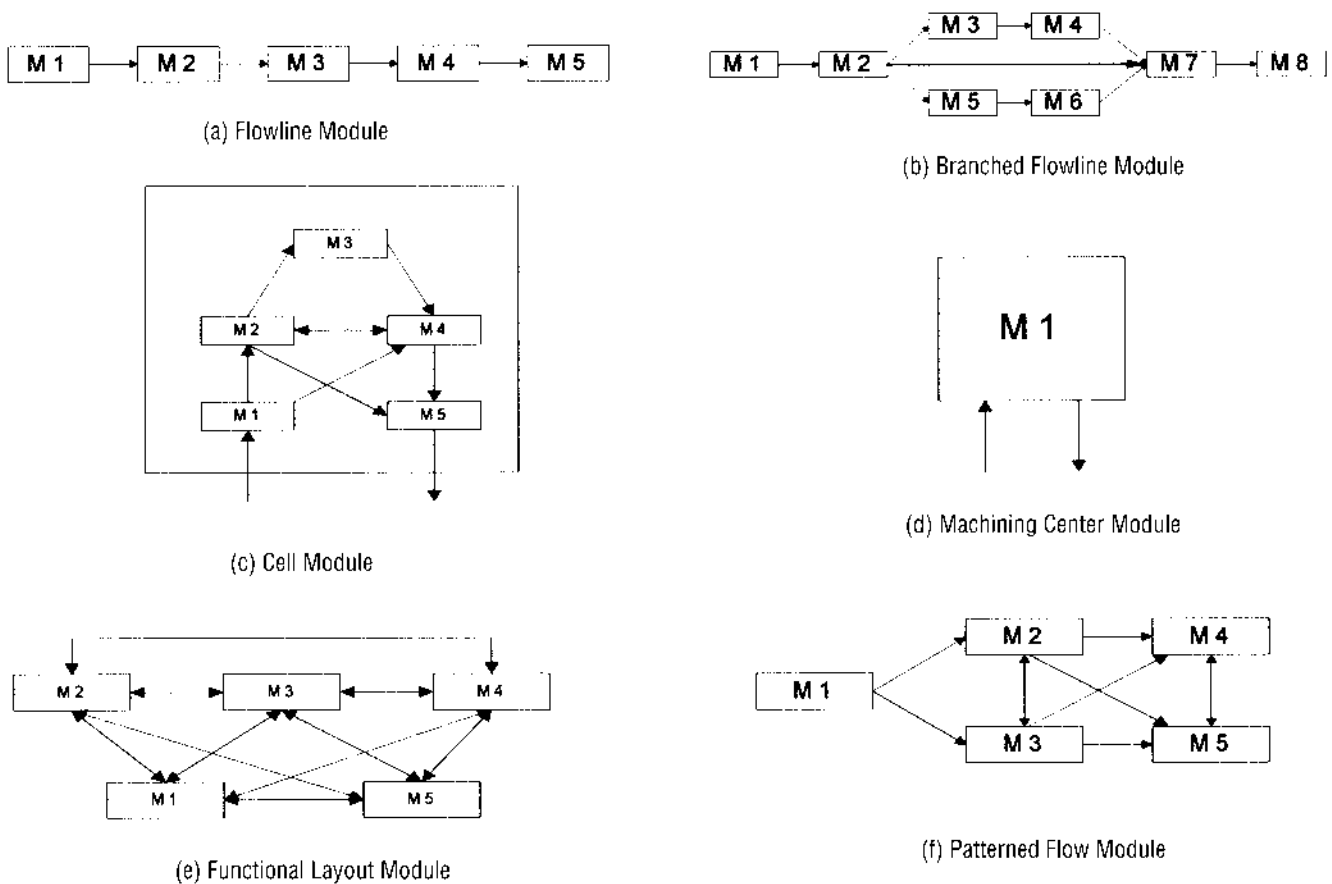 M 1 M 2 M 3 M 4 M 5
(a) Flowline Module
M 3 M 4
M 1 M 2 M 7 M 8
M 5 M 6
(b) Branched Flowline Module
M 3
M 2 M 4
M 1 M 5
(c) Cell Module
M 1
(d) Machining Center Module
M 2 M 3 M 4
M 1 M 5
(e) Functional Layout Module
M 2 M 4
M 1
M 3 M 5
(f) Patterned Flow Module